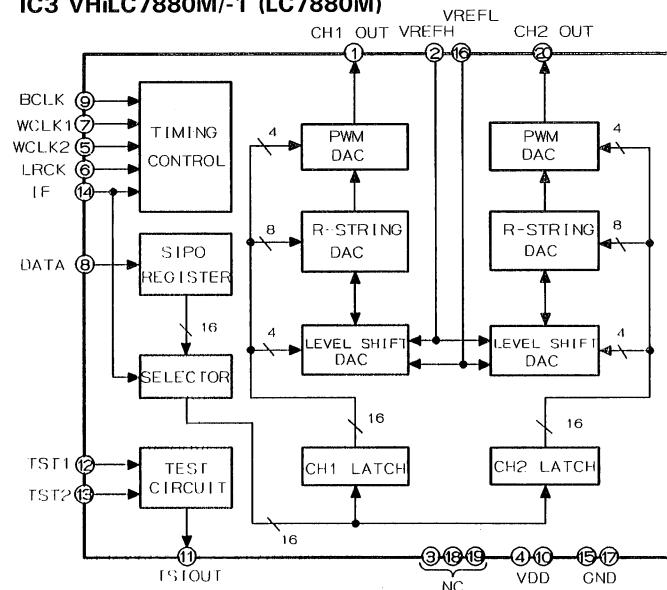 IC3 VHiLC7880M/-1 (LC7880M)
VREFL
CH1 OUT VREFH CH2 OUT
1 2 16 20
BCLK 9
WCLK1 7
WCLK2 5
LRCK 6
IF 14
TIMING
CONTROL
4
PWM
DAC
PWM
DAC
4
8
R-STRING
DAC
R-STRING
DAC
8
DATA 8
SIPO
REGISTER
16
4
LEVEL SHIFT
DAC
LEVEL SHIFT
DAC
4
SELECTOR
16
16
TST1 12
TST2 13
TEST
CIRCUIT
CH1 LATCH
CH2 LATCH
16
11
TSTOUT
3 18 19
NC
4 10
VDD
15 17
GND